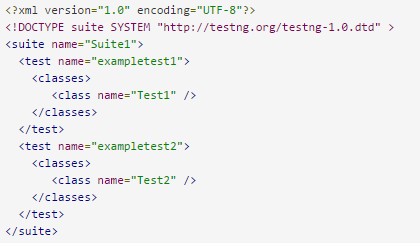 <?xml version="1.0" encoding="UTF-8"?>
<!DOCTYPE suite SYSTEM "http://testng.org/testng-1.0.dtd" >
<suite name="Suite1">
  <test name="exampletest1">
    <classes>
      <class name="Test1" />
    </classes>
  </test>
  <test name="exampletest2">
    <classes>
      <class name="Test2" />
    </classes>
  </test>
</suite>